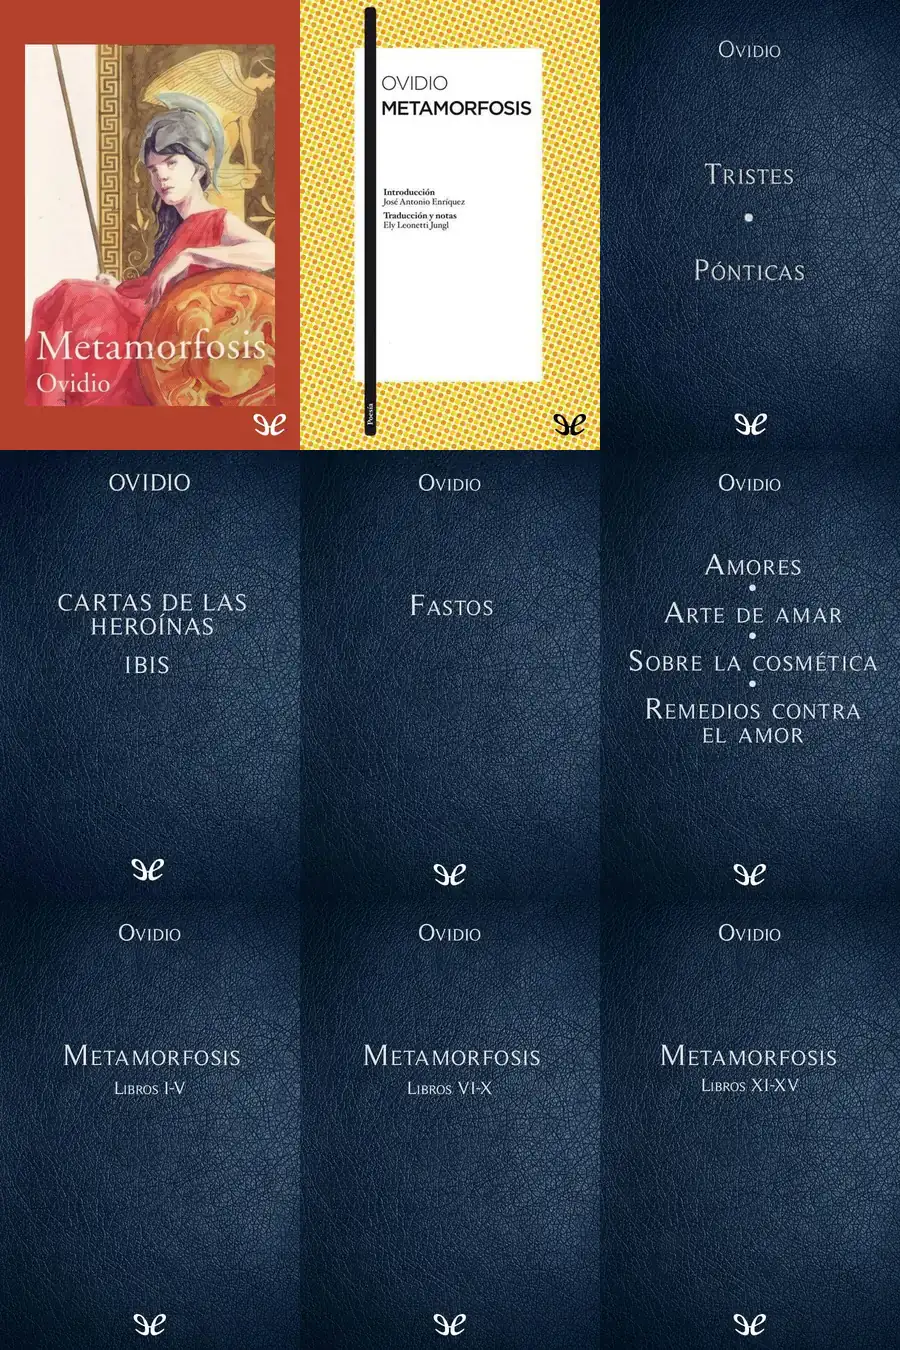 Metamorfosis
Ovidio
OVIDIO
METAMORFOSIS
Introducción
José Antonio Enríquez
Traducción y notas
Ely Leonetti Jungl
Poesía
Ovidio
Tristes
Pónticas
OVIDIO
CARTAS DE LAS
HEROÍNAS
IBIS
Ovidio
Fastos
Ovidio
Amores
Arte de amar
Sobre la cosmética
Remedios contra
el amor
Ovidio
Metamorfosis
Libros I-V
Ovidio
Metamorfosis
Libros VI-X
Ovidio
Metamorfosis
Libros XI-XV